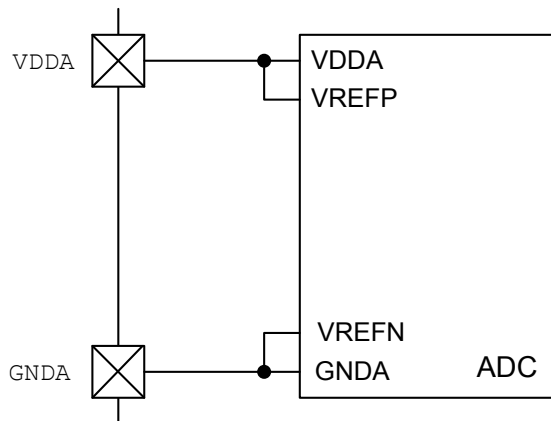 VDDA
VDDA
VREFP
VREFN
GNDA
GNDA
ADC